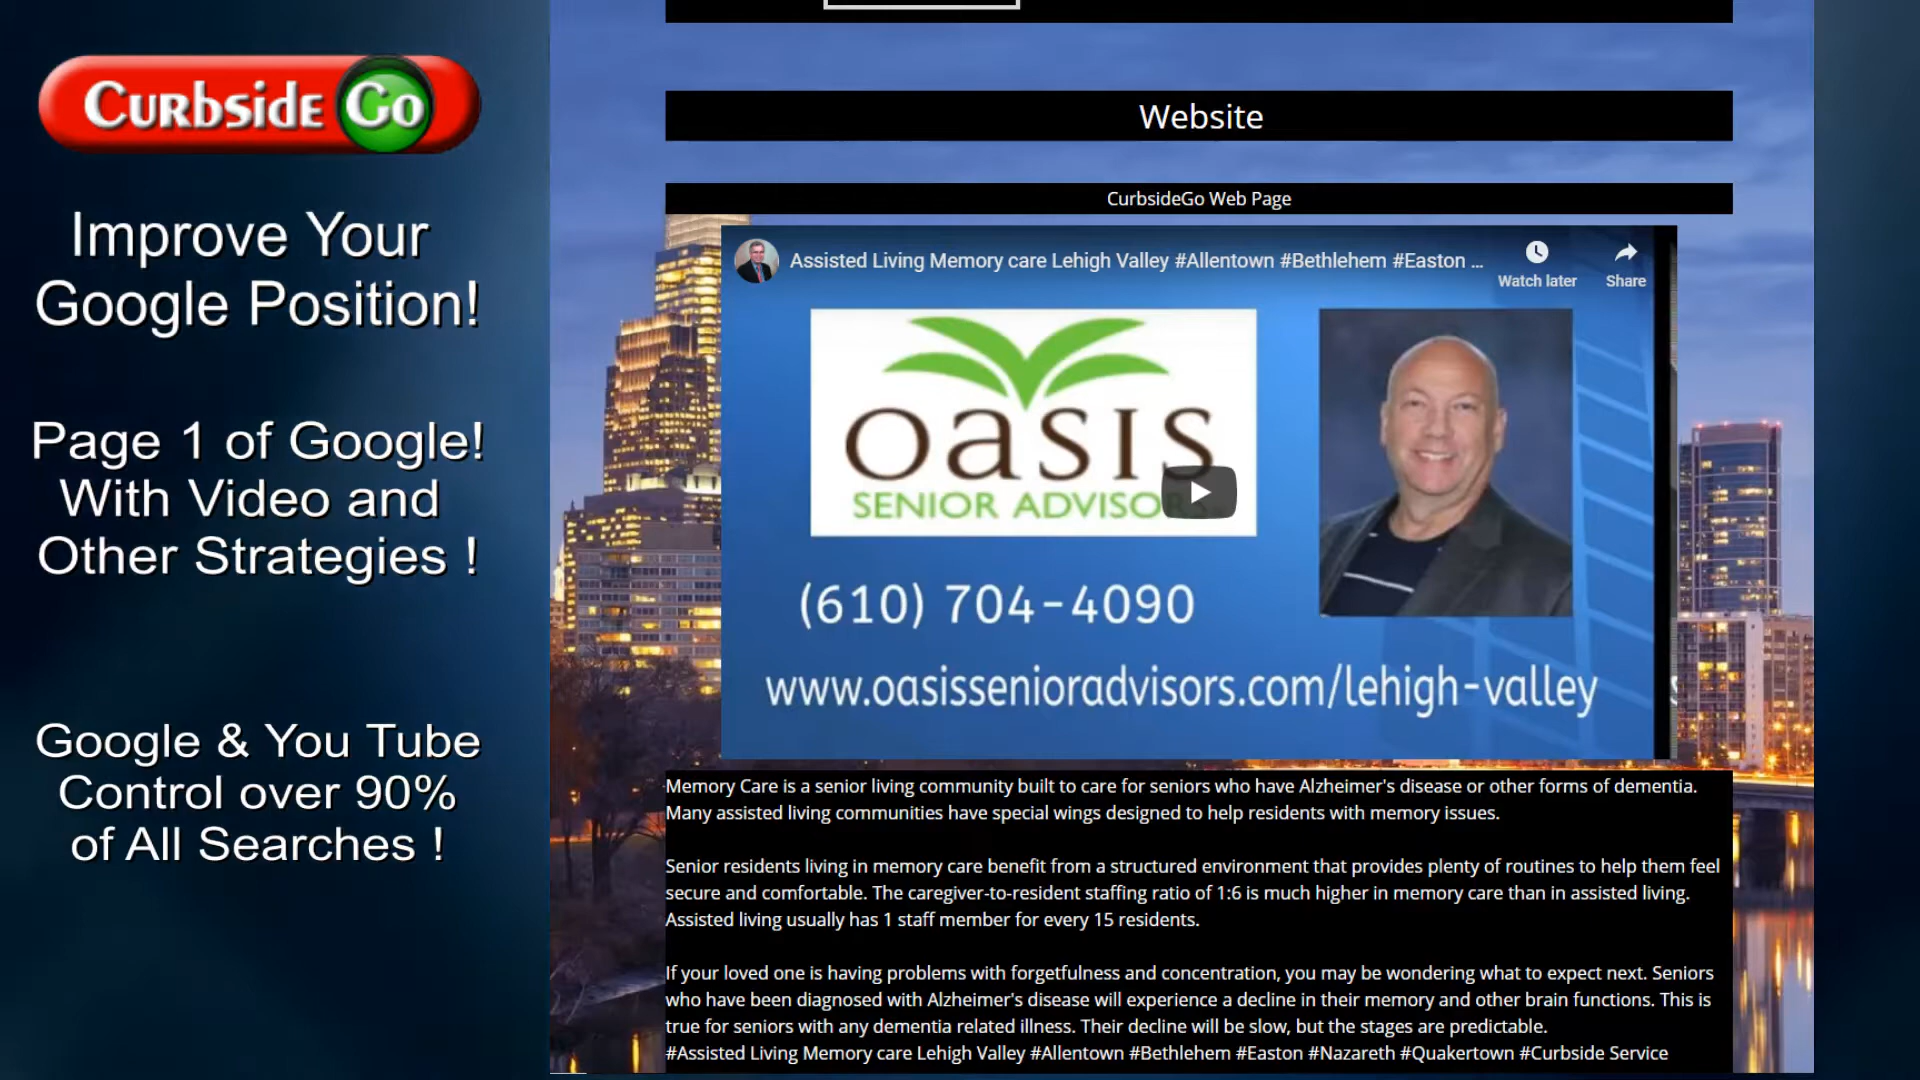 Curbside Go
Improve Your
Google Position!
Page 1 of Google!
With Video and
Other Strategies !
Google & You Tube
Control over 90%
of All Searches !
Website
CurbsideGo Web Page
Assisted Living Memory care Lehigh Valley #Allentown #Bethlehem #Easton ...
Watch later
Share
oasis
SENIOR ADVISO
(610) 704-4090
www.oasissenioradvisors.com/lehigh-valley
Memory Care is a senior living community built to care for seniors who have Alzheimer's disease or other forms of dementia.
Many assisted living communities have special wings designed to help residents with memory issues.
Senior residents living in memory care benefit from a structured environment that provides plenty of routines to help them feel
secure and comfortable. The caregiver-to-resident staffing ratio of 1:6 is much higher in memory care than in assisted living.
Assisted living usually has 1 staff member for every 15 residents.
If your loved one is having problems with forgetfulness and concentration, you may be wondering what to expect next. Seniors
who have been diagnosed with Alzheimer's disease will experience a decline in their memory and other brain functions. This is
true for seniors with any dementia related illness. Their decline will be slow, but the stages are predictable.
#Assisted Living Memory care Lehigh Valley #Allentown #Bethlehem #Easton #Nazareth #Quakertown #Curbside Service